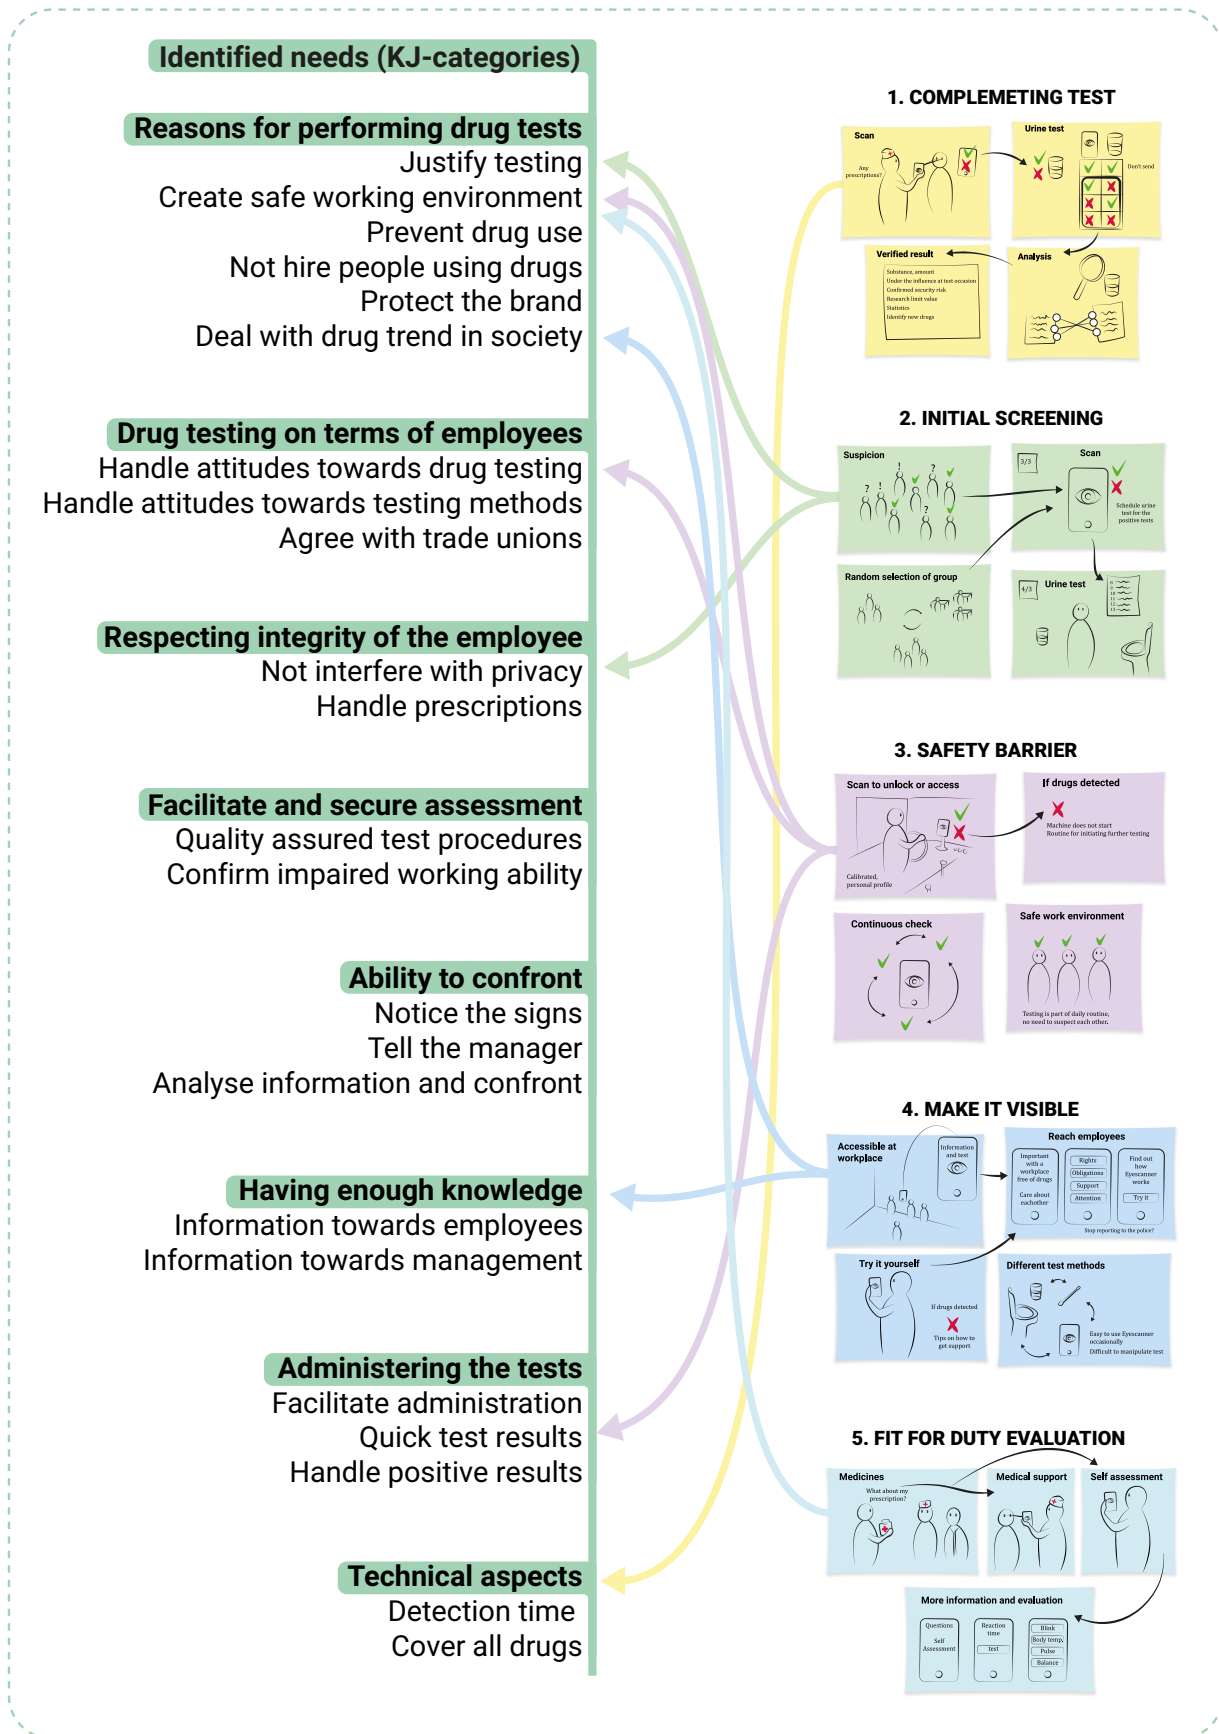 Identified needs (KJ-categories)
Reasons for performing drug tests
Justify testing
Create safe working environment
Prevent drug use
Not hire people using drugs
Protect the brand
Deal with drug trend in society
Drug testing on terms of employees
Handle attitudes towards drug testing
Handle attitudes towards testing methods
Agree with trade unions
Respecting integrity of the employee
Not interfere with privacy
Handle prescriptions
Facilitate and secure assessment
Quality assured test procedures
Confirm impaired working ability
Ability to confront
Notice the signs
Tell the manager
Analyse information and confront
Having enough knowledge
Information towards employees
Information towards management
Administering the tests
Facilitate administration
Quick test results
Handle positive results
Technical aspects
Detection time
Cover all drugs
1. COMPLEMETING TEST
Scan
Any
prescriptions?
Urine test
Don't send
Verified result
Substance, amount
Under the influence at test occasion
Confirmed security risk
Research limit value
Statistics
Identify new drugs
Analysis
2. INITIAL SCREENING
Suspicion
! ? ? ! ? ?
Scan
3/3
Schedule urine
test for the
positive tests
Random selection of group
Urine test
4/3
8
9
10
11
12
13
3. SAFETY BARRIER
Scan to unlock or access
Calibrated,
personal profile
If drugs detected
Machine does not start
Routine for initiating further testing
Continuous check
Safe work environment
Testing is part of daily routine,
no need to suspect each other.
4. MAKE IT VISIBLE
Accessible at
workplace
Information
and test
Reach employees
Important
with a
workplace
free of drugs
Care about
eachother
Rights
Obligations
Support
Attention
Find out
how
Eyescanner
works
Try it
Stop reporting to the police?
Try it yourself
If drugs detected
Tips on how to
get support
Different test methods
Easy to use Eyescanner
occasionally
Difficult to manipulate test
5. FIT FOR DUTY EVALUATION
Medicines
What about my
prescription?
Medical support
Self assessment
More information and evaluation
Questions
Self
Assessment
Reaction
time
test
Blink
Body temp.
Pulse
Balance